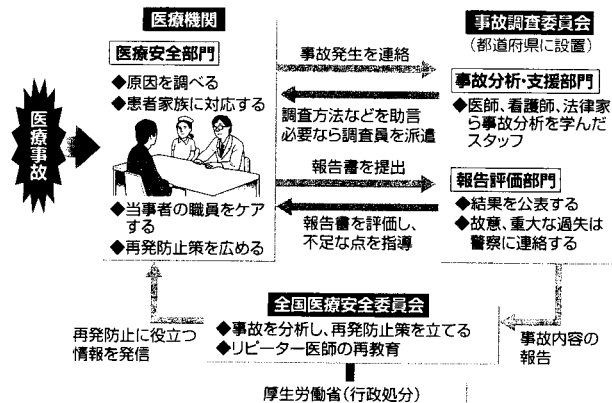 医療機関
医療安全部門
◆原因を調べる
◆患者家族に対応する
医療事故
◆当事者の職員をケア
する
◆再発防止策を広める
事故発生を連絡
調査方法などを助言
必要なら調査員を派遣
報告書を提出
報告書を評価し、
不足な点を指導
事故調査委員会
(都道府県に設置)
事故分析・支援部門
◆医師、看護師、法律家
ら事故分析を学んだ
スタッフ
報告評価部門
◆結果を公表する
◆故意、重大な過失は
警察に連絡する
事故内容の
報告
全国医療安全委員会
◆事故を分析し、再発防止策を立てる
◆リピーター医師の再教育
再発防止に役立つ
情報を発信
厚生労働省(行政処分)